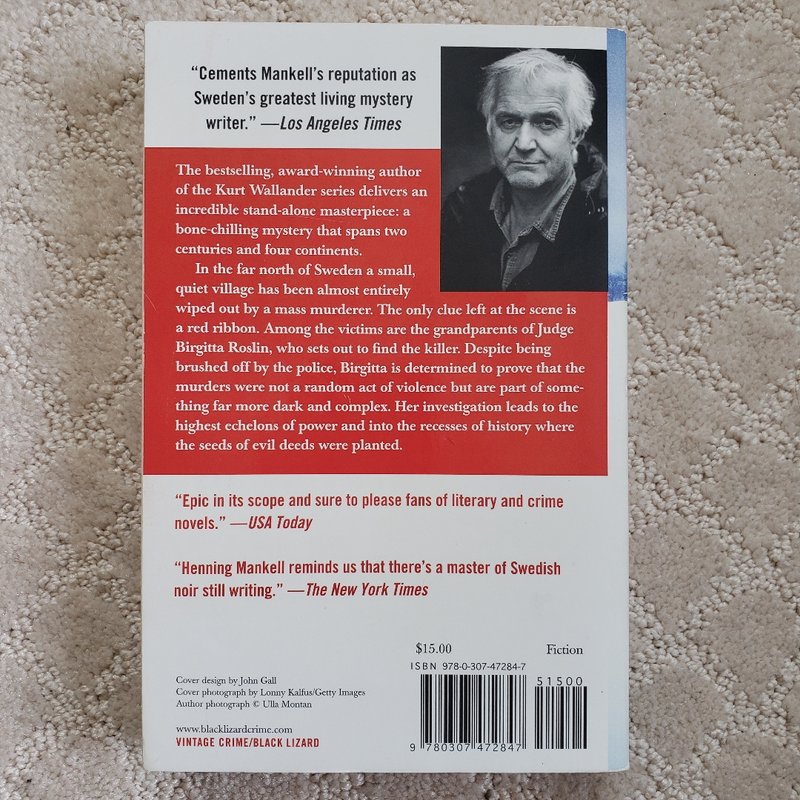 “Cements Mankell’s reputation as
Sweden’s greatest living mystery
writer.” —Los Angeles Times
The bestselling, award-winning author
of the Kurt Wallander series delivers an
incredible stand-alone masterpiece: a
bone-chilling mystery that spans two
centuries and four continents.
In the far north of Sweden a small,
quiet village has been almost entirely
wiped out by a mass murderer. The only clue left at the scene is
a red ribbon. Among the victims are the grandparents of Judge
Birgitta Roslin, who sets out to find the killer. Despite being
brushed off by the police, Birgitta is determined to prove that the
murders were not a random act of violence but are part of some-
thing far more dark and complex. Her investigation leads to the
highest echelons of power and into the recesses of history where
the seeds of evil deeds were planted.
“Epic in its scope and sure to please fans of literary and crime
novels.” —USA Today
“Henning Mankell reminds us that there’s a master of Swedish
noir still writing.” —The New York Times
$15.00 Fiction
ISBN 978-0-307-47284-7
51500
9 780307 472847
Cover design by John Gall
Cover photograph by Lonny Kalfus/Getty Images
Author photograph © Ulla Montan
www.blacklizardcrime.com
VINTAGE CRIME/BLACK LIZARD